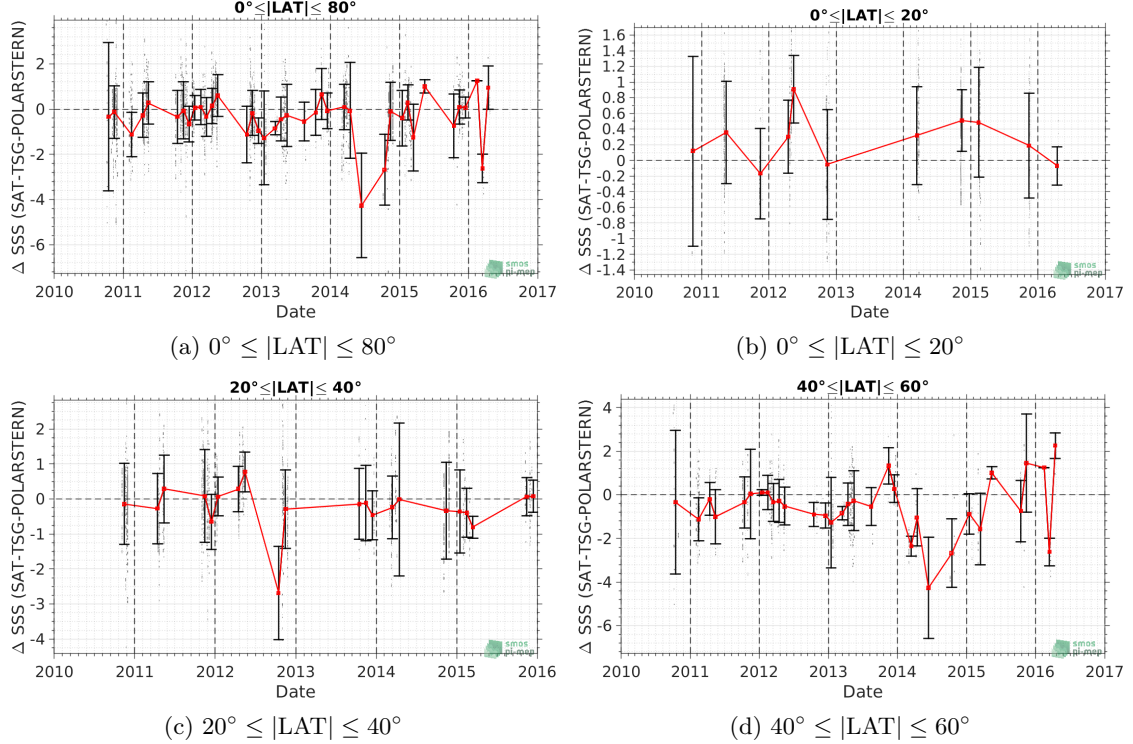 0°≤|LAT|≤ 80°
Δ SSS (SAT-TSG-POLARSTERN)
2
0
-2
-4
-6
2010 2011 2012 2013 2014 2015 2016 2017
Date
smos
pi-mep
(a) 0° ≤ |LAT| ≤ 80°
0°≤|LAT|≤ 20°
Δ SSS (SAT-TSG-POLARSTERN)
1.6
1.2
1
0.8
0.6
0.4
0.2
0
-0.2
-0.4
-0.6
-0.8
-1
-1.2
-1.4
2010 2011 2012 2013 2014 2015 2016 2017
Date
smos
pi-mep
(b) 0° ≤ |LAT| ≤ 20°
20°≤|LAT|≤ 40°
Δ SSS (SAT-TSG-POLARSTERN)
2
1
0
-1
-2
-3
-4
2010 2011 2012 2013 2014 2015 2016
Date
smos
pi-mep
(c) 20° ≤ |LAT| ≤ 40°
40°≤|LAT|≤ 60°
Δ SSS (SAT-TSG-POLARSTERN)
4
2
0
-2
-4
-6
2010 2011 2012 2013 2014 2015 2016 2017
Date
smos
pi-mep
(d) 40° ≤ |LAT| ≤ 60°